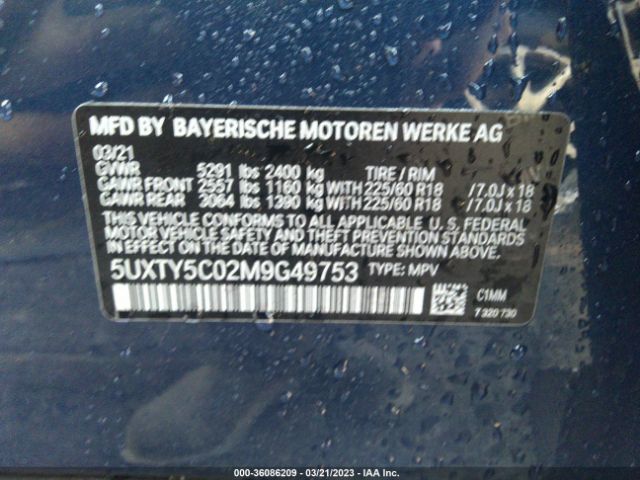 MFD BY BAYERISCHE MOTOREN WERKE AG
03/21
GVWR 5291 lbs 2400 kg TIRE / RIM
GAWR FRONT 2557 lbs 1160 kg WITH 225/60 R18 / 7.0J x 18
GAWR REAR 3064 lbs 1390 kg WITH 225/60 R18 / 7.0J x 18
THIS VEHICLE CONFORMS TO ALL APPLICABLE U. S. FEDERAL
MOTOR VEHICLE SAFETY AND THEFT PREVENTION STANDARDS
IN EFFECT ON THE DATE OF MANUFACTURE SHOWN ABOVE.
5UXTY5C02M9G49753 TYPE: MPV
C1MM
7 320 730
000-36086209 - 03/21/2023 - IAA Inc.